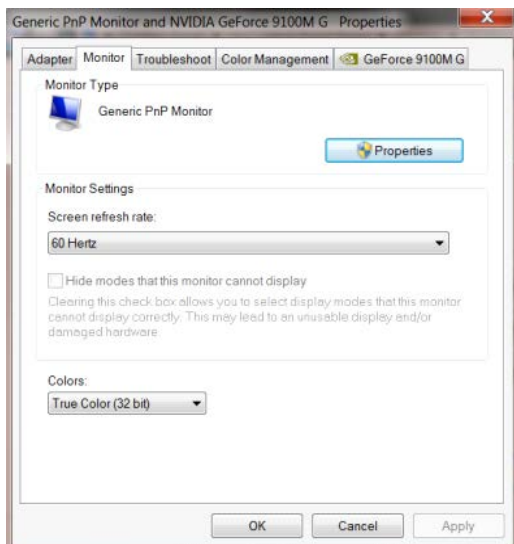 Generic PnP Monitor and NVIDIA GeForce 9100M G Properties
Adapter Monitor Troubleshoot Color Management GeForce 9100M G
Monitor Type
Generic PnP Monitor
Properties
Monitor Settings
Screen refresh rate:
60 Hertz
Hide modes that this monitor cannot display
Clearing this check box allows you to select display modes that this monitor
cannot display correctly. This may lead to an unusable display and/or
damaged hardware.
Colors:
True Color (32 bit)
OK Cancel Apply